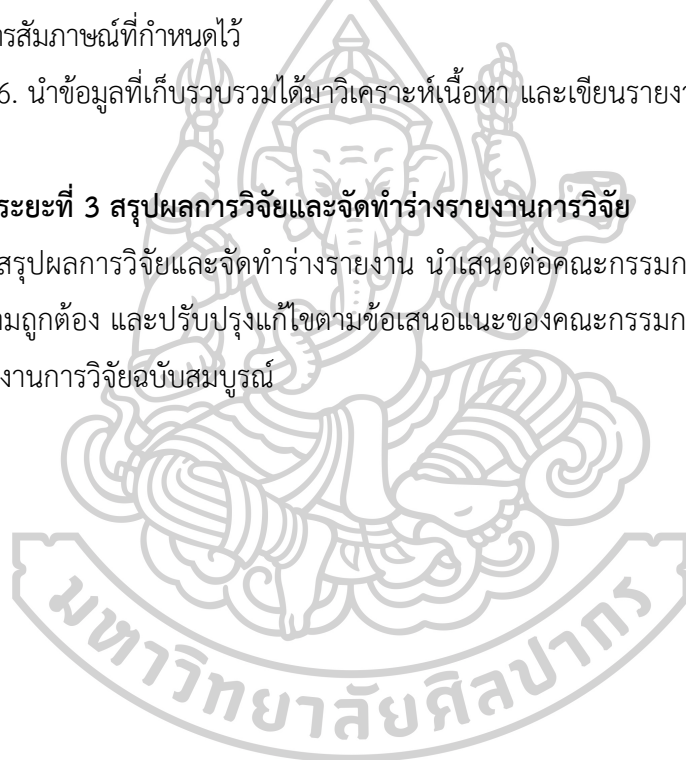 ารสัมภาษณ์ที่กำหนดไว้
6. นำข้อมูลที่เก็บรวบรวมได้มาวิเคราะห์เนื้อหา และเขียนรายงา
ระยะที่ 3 สรุปผลการวิจัยและจัดทำร่างรายงานการวิจัย
สรุปผลการวิจัยและจัดทำร่างรายงาน นำเสนอต่อคณะกรรมก
ามถูกต้อง และปรับปรุงแก้ไขตามข้อเสนอแนะของคณะกรรมก
งานการวิจัยฉบับสมบูรณ์
มหาวิทยาลัยศิลปากร